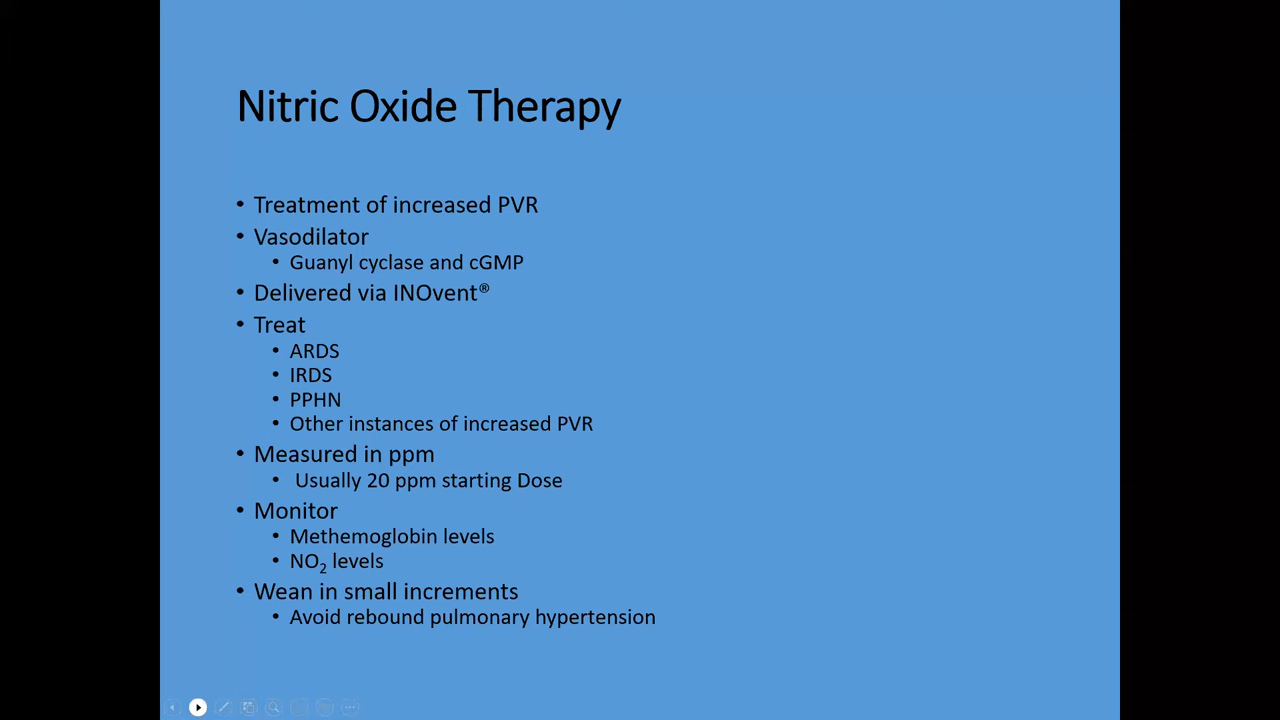 Nitric Oxide Therapy
• Treatment of increased PVR
• Vasodilator
• Guanyl cyclase and cGMP
• Delivered via INOvent®
• Treat
• ARDS
• IRDS
• PPHN
• Other instances of increased PVR
• Measured in ppm
• Usually 20 ppm starting Dose
• Monitor
• Methemoglobin levels
• NO₂ levels
• Wean in small increments
• Avoid rebound pulmonary hypertension